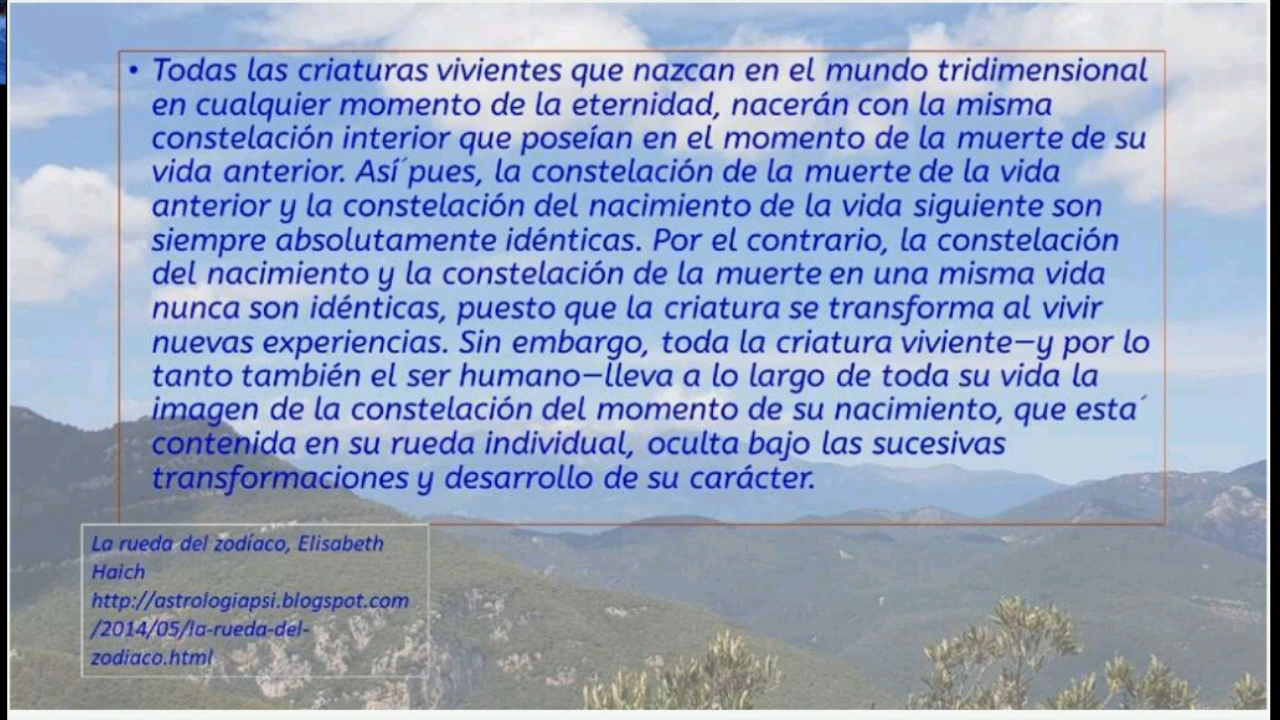 • Todas las criaturas vivientes que nazcan en el mundo tridimensional
en cualquier momento de la eternidad, nacerán con la misma
constelación interior que poseían en el momento de la muerte de su
vida anterior. Así´pues, la constelación de la muerte de la vida
anterior y la constelación del nacimiento de la vida siguiente son
siempre absolutamente idénticas. Por el contrario, la constelación
del nacimiento y la constelación de la muerte en una misma vida
nunca son idénticas, puesto que la criatura se transforma al vivir
nuevas experiencias. Sin embargo, toda la criatura viviente—y por lo
tanto también el ser humano—lleva a lo largo de toda su vida la
imagen de la constelación del momento de su nacimiento, que esta´
contenida en su rueda individual, oculta bajo las sucesivas
transformaciones y desarrollo de su carácter.
La rueda del zodíaco, Elisabeth
Haich
http://astrologiapsi.blogspot.com
/2014/05/la-rueda-del-
zodiaco.html